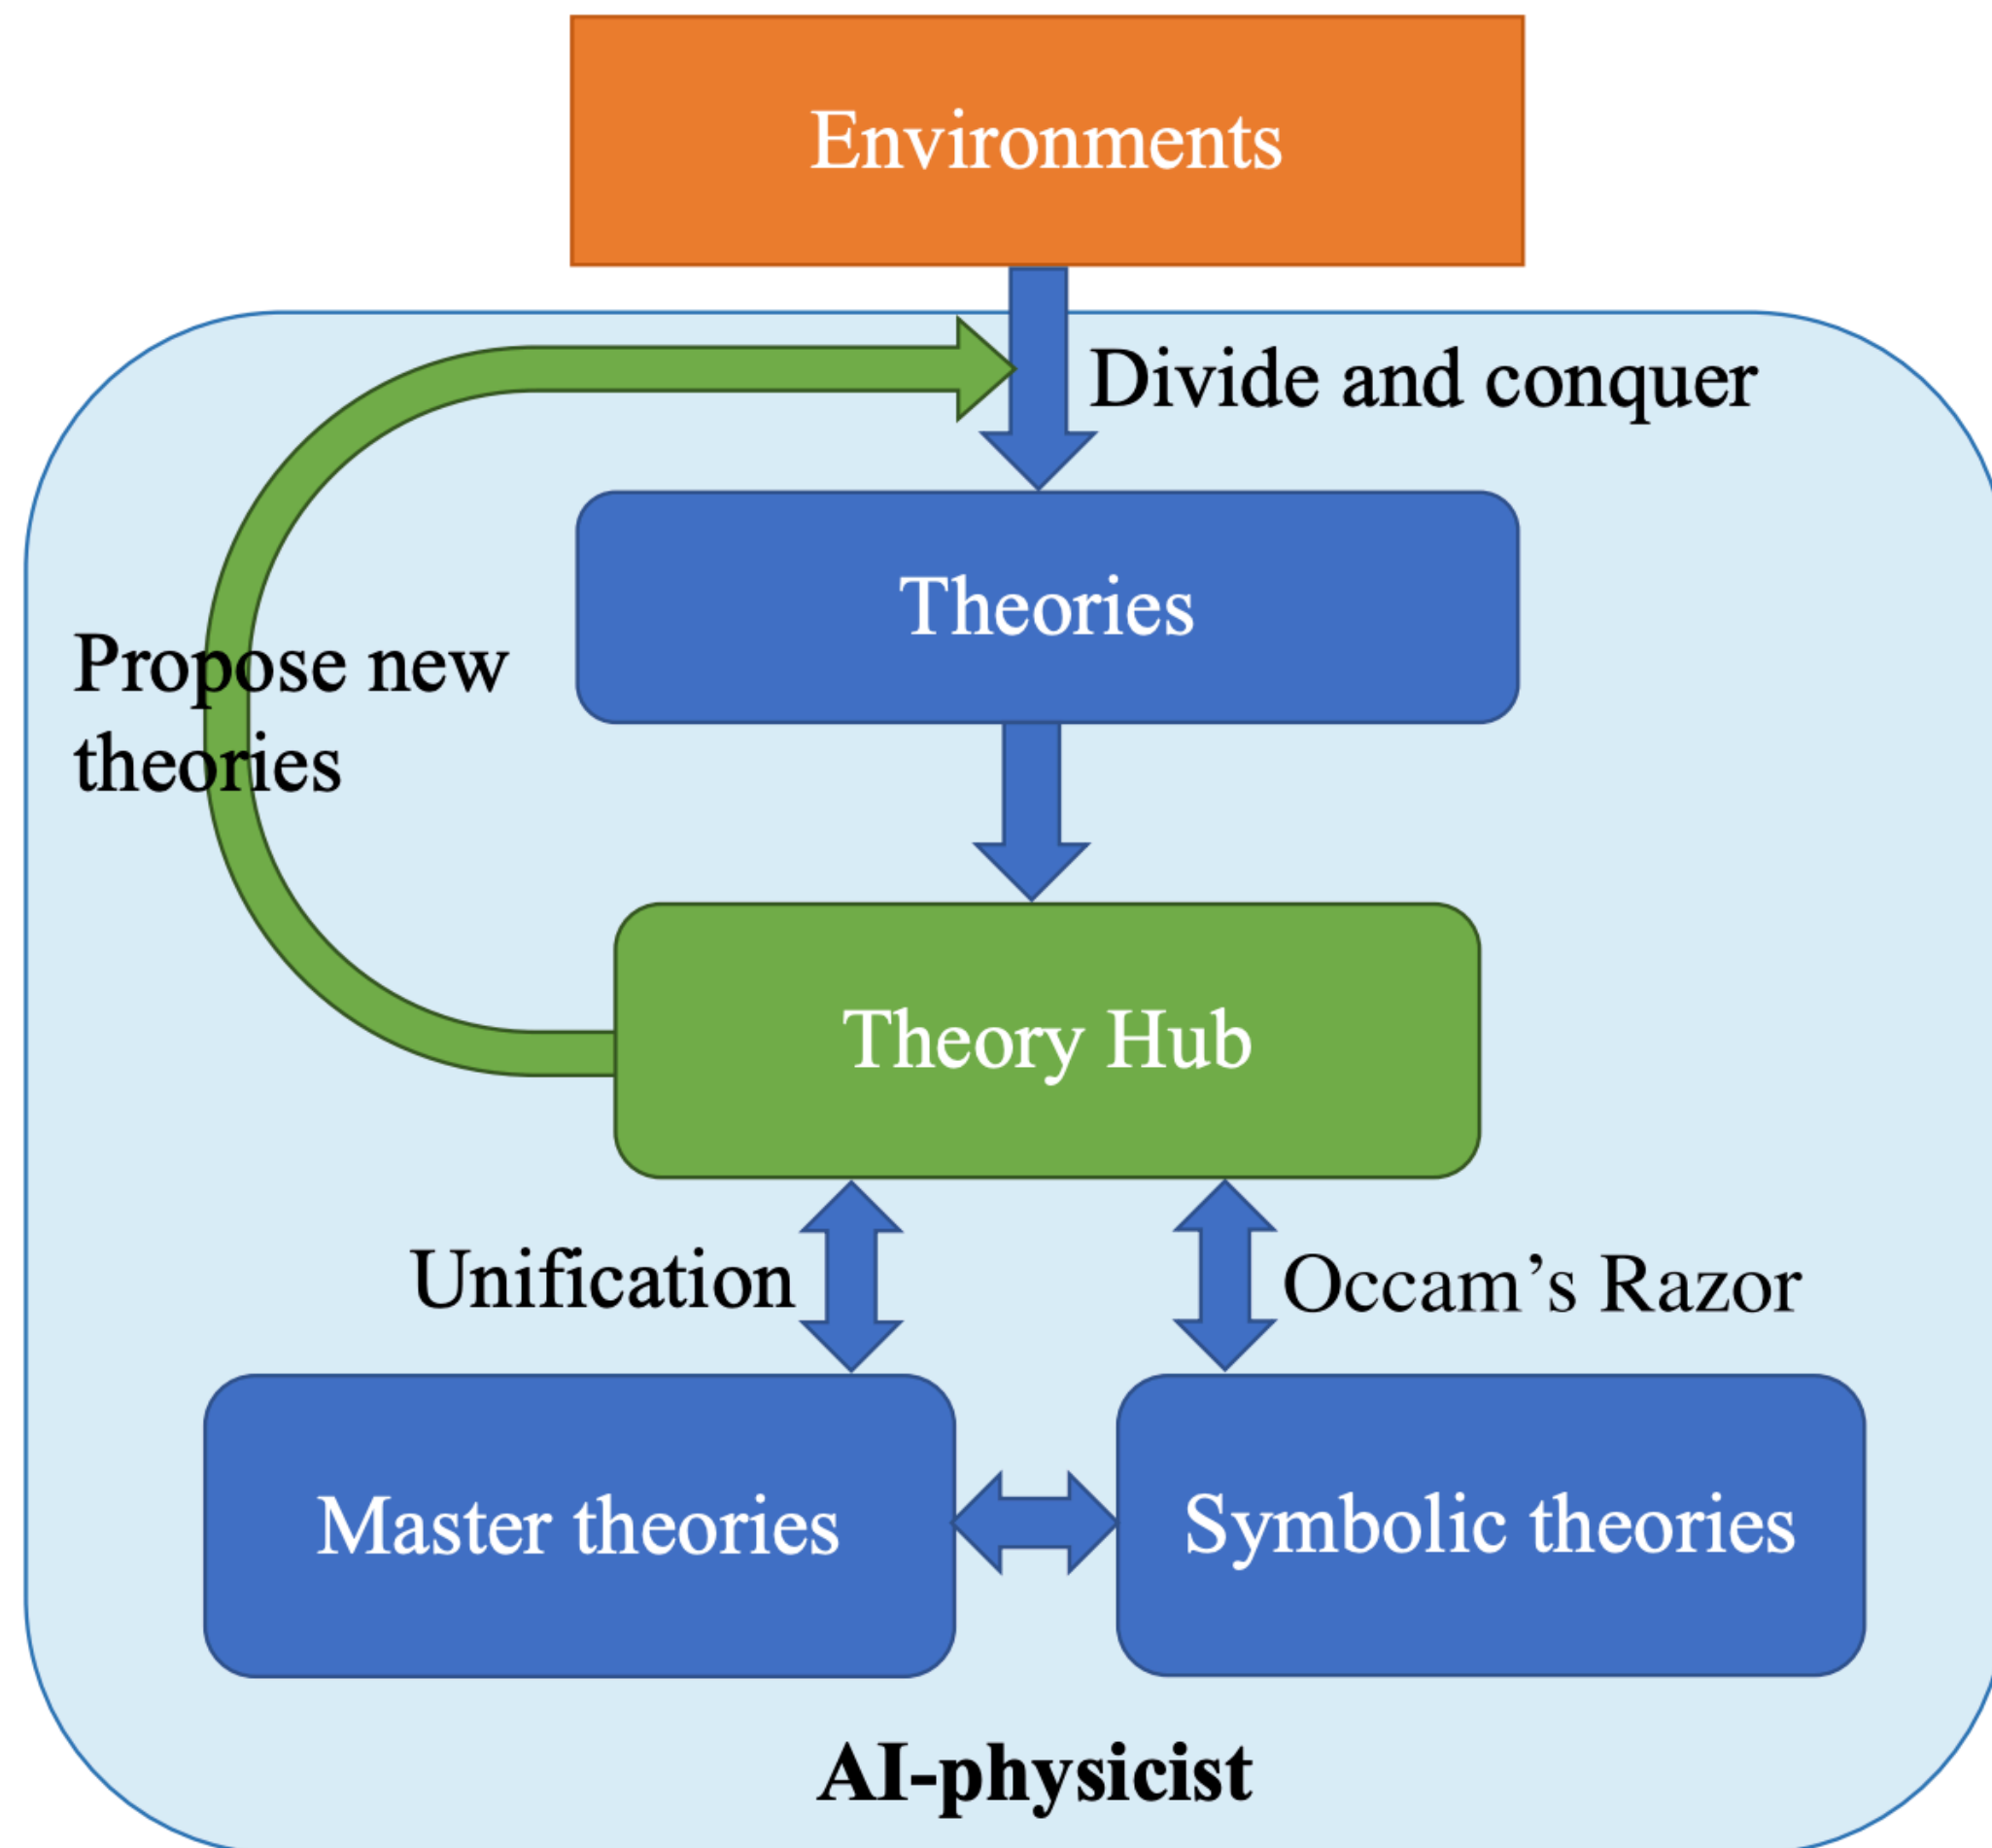 Environments
Divide and conquer
Theories
Propose new
theories
Theory Hub
Unification
Occam’s Razor
Master theories
Symbolic theories
AI-physicist